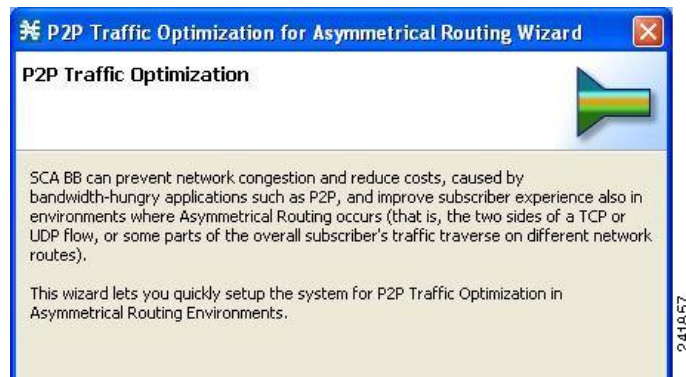 P2P Traffic Optimization for Asymmetrical Routing Wizard
P2P Traffic Optimization
SCA BB can prevent network congestion and reduce costs, caused by
bandwidth-hungry applications such as P2P, and improve subscriber experience also in
environments where Asymmetrical Routing occurs (that is, the two sides of a TCP or
UDP flow, or some parts of the overall subscriber's traffic traverse on different network
routes).
This wizard lets you quickly setup the system for P2P Traffic Optimization in
Asymmetrical Routing Environments.
241857